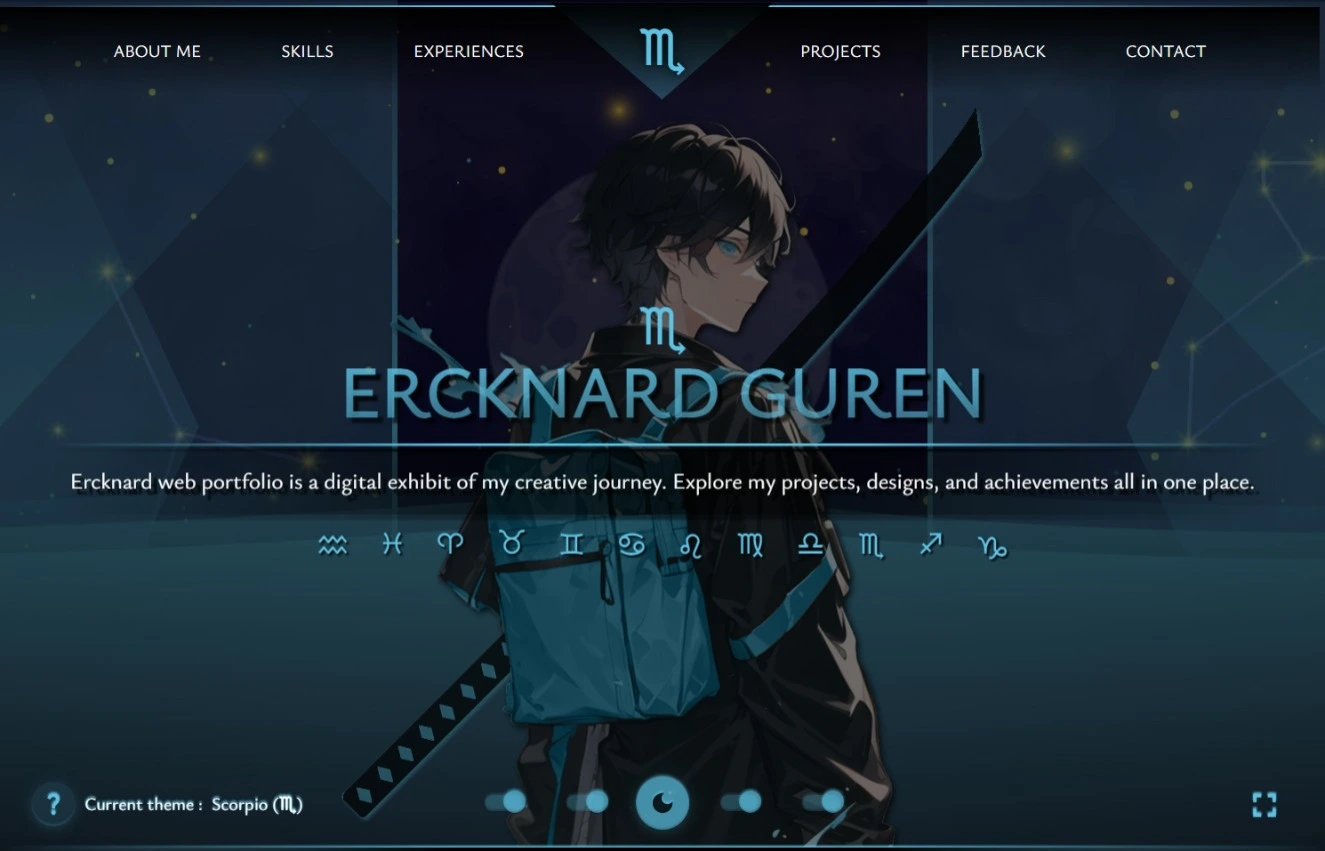 ABOUT ME SKILLS EXPERIENCES ♏ PROJECTS FEEDBACK CONTACT
♏
ERCKNARD GUREN
Ercknard web portfolio is a digital exhibit of my creative journey. Explore my projects, designs, and achievements all in one place.
♒ ♓ ♈ ♉ ♊ ♋ ♌ ♍ ♎ ♏ ♐ ♑
? Current theme : Scorpio (♏)